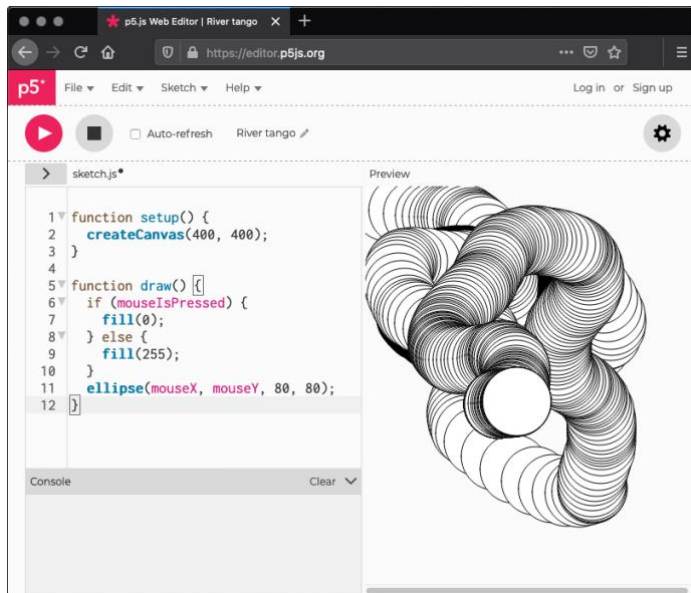 p5.js Web Editor | River tango
https://editor.p5js.org
p5* File Edit Sketch Help Log in or Sign up
Auto-refresh River tango
sketch.js• Preview
1 function setup() {
2   createCanvas(400, 400);
3 }
4
5 function draw() {
6   if (mouseIsPressed) {
7     fill(0);
8   } else {
9     fill(255);
10   }
11   ellipse(mouseX, mouseY, 80, 80);
12 }
Console Clear